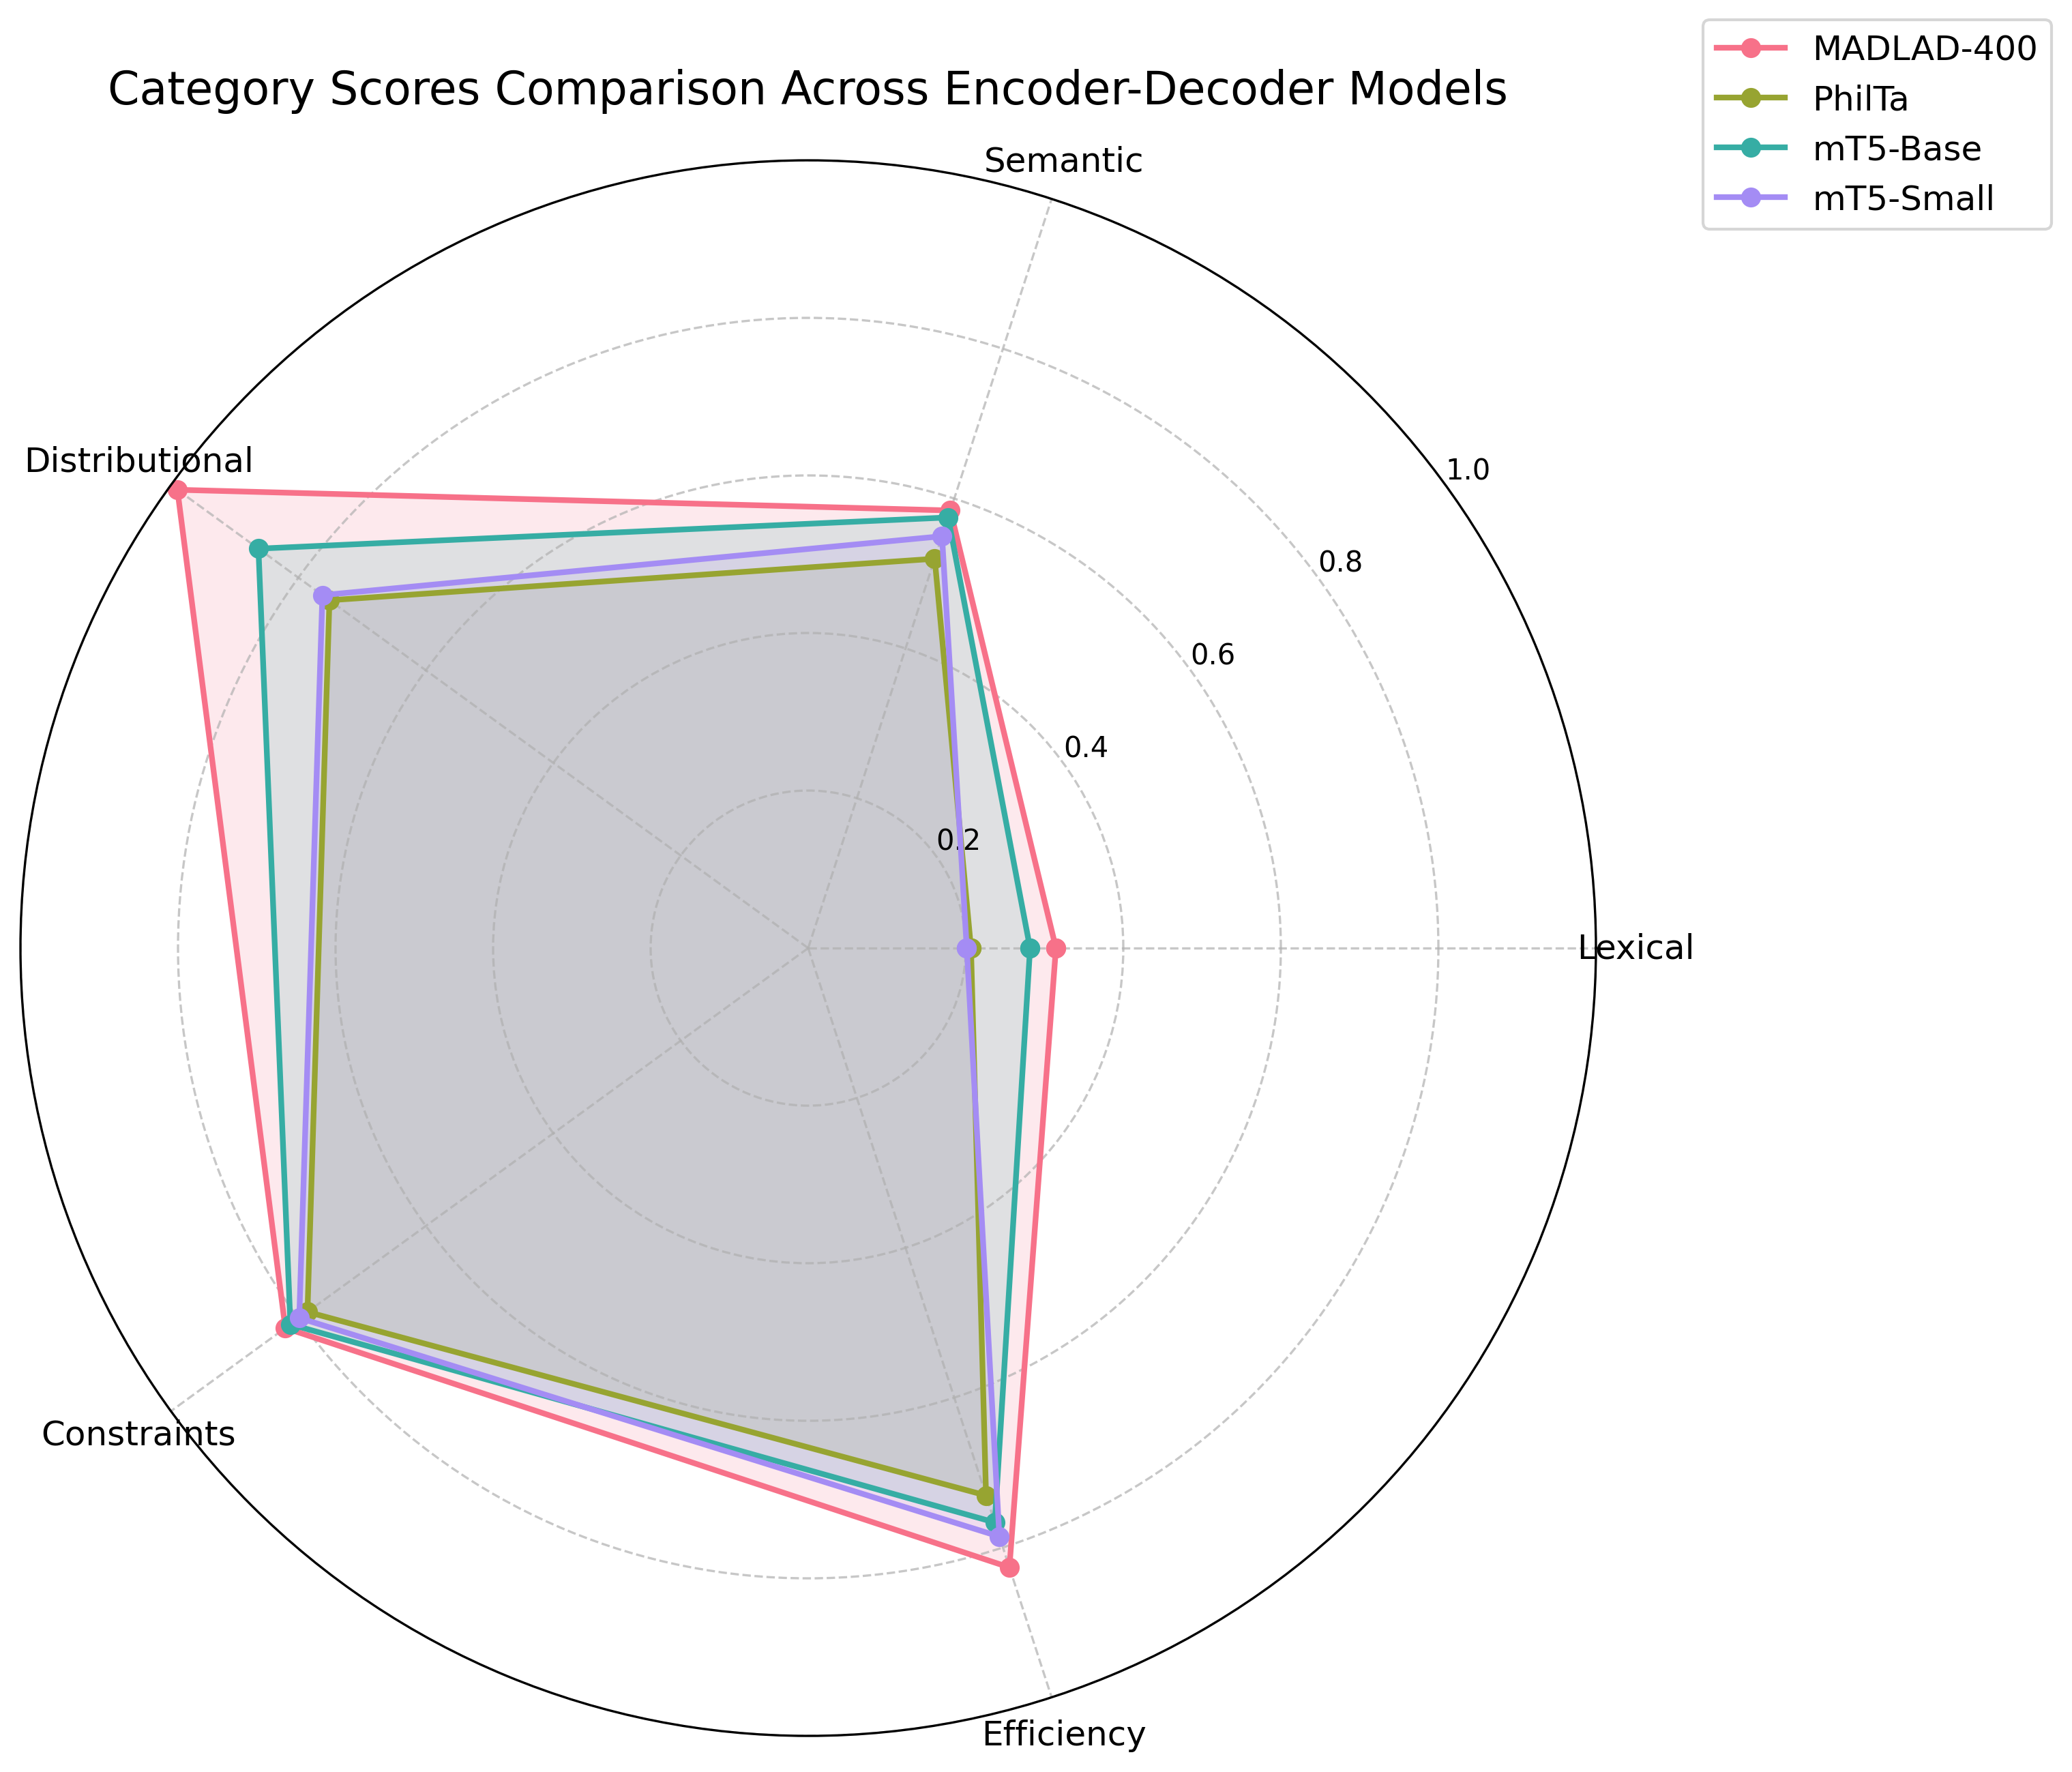 Category Scores Comparison Across Encoder-Decoder Models
MADLAD-400
PhilTa
mT5-Base
mT5-Small
Semantic
Distributional
1.0
0.8
0.6
0.4
0.2
Lexical
Constraints
Efficiency